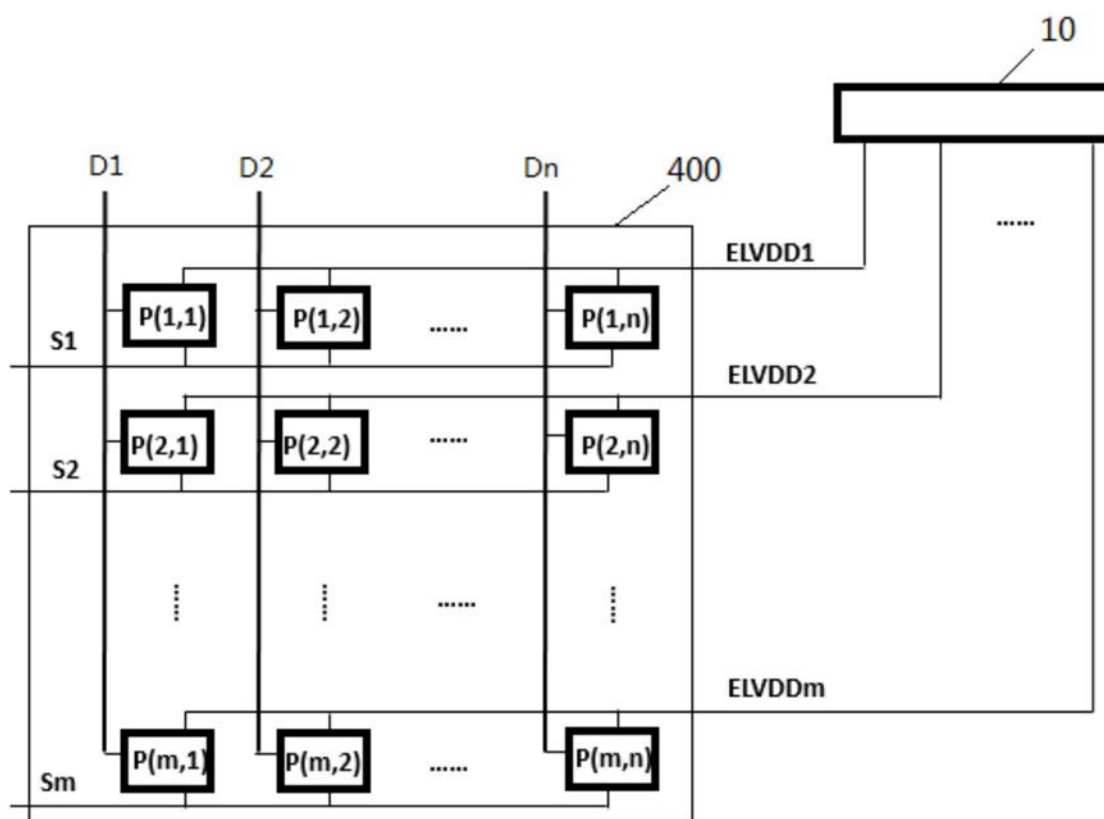 10
D1 D2 Dn 400
ELVDD1
P(1,1) P(1,2) ...... P(1,n)
......
S1
ELVDD2
P(2,1) P(2,2) ...... P(2,n)
S2
...... ...... ...... ......
ELVDDm
P(m,1) P(m,2) ...... P(m,n)
Sm